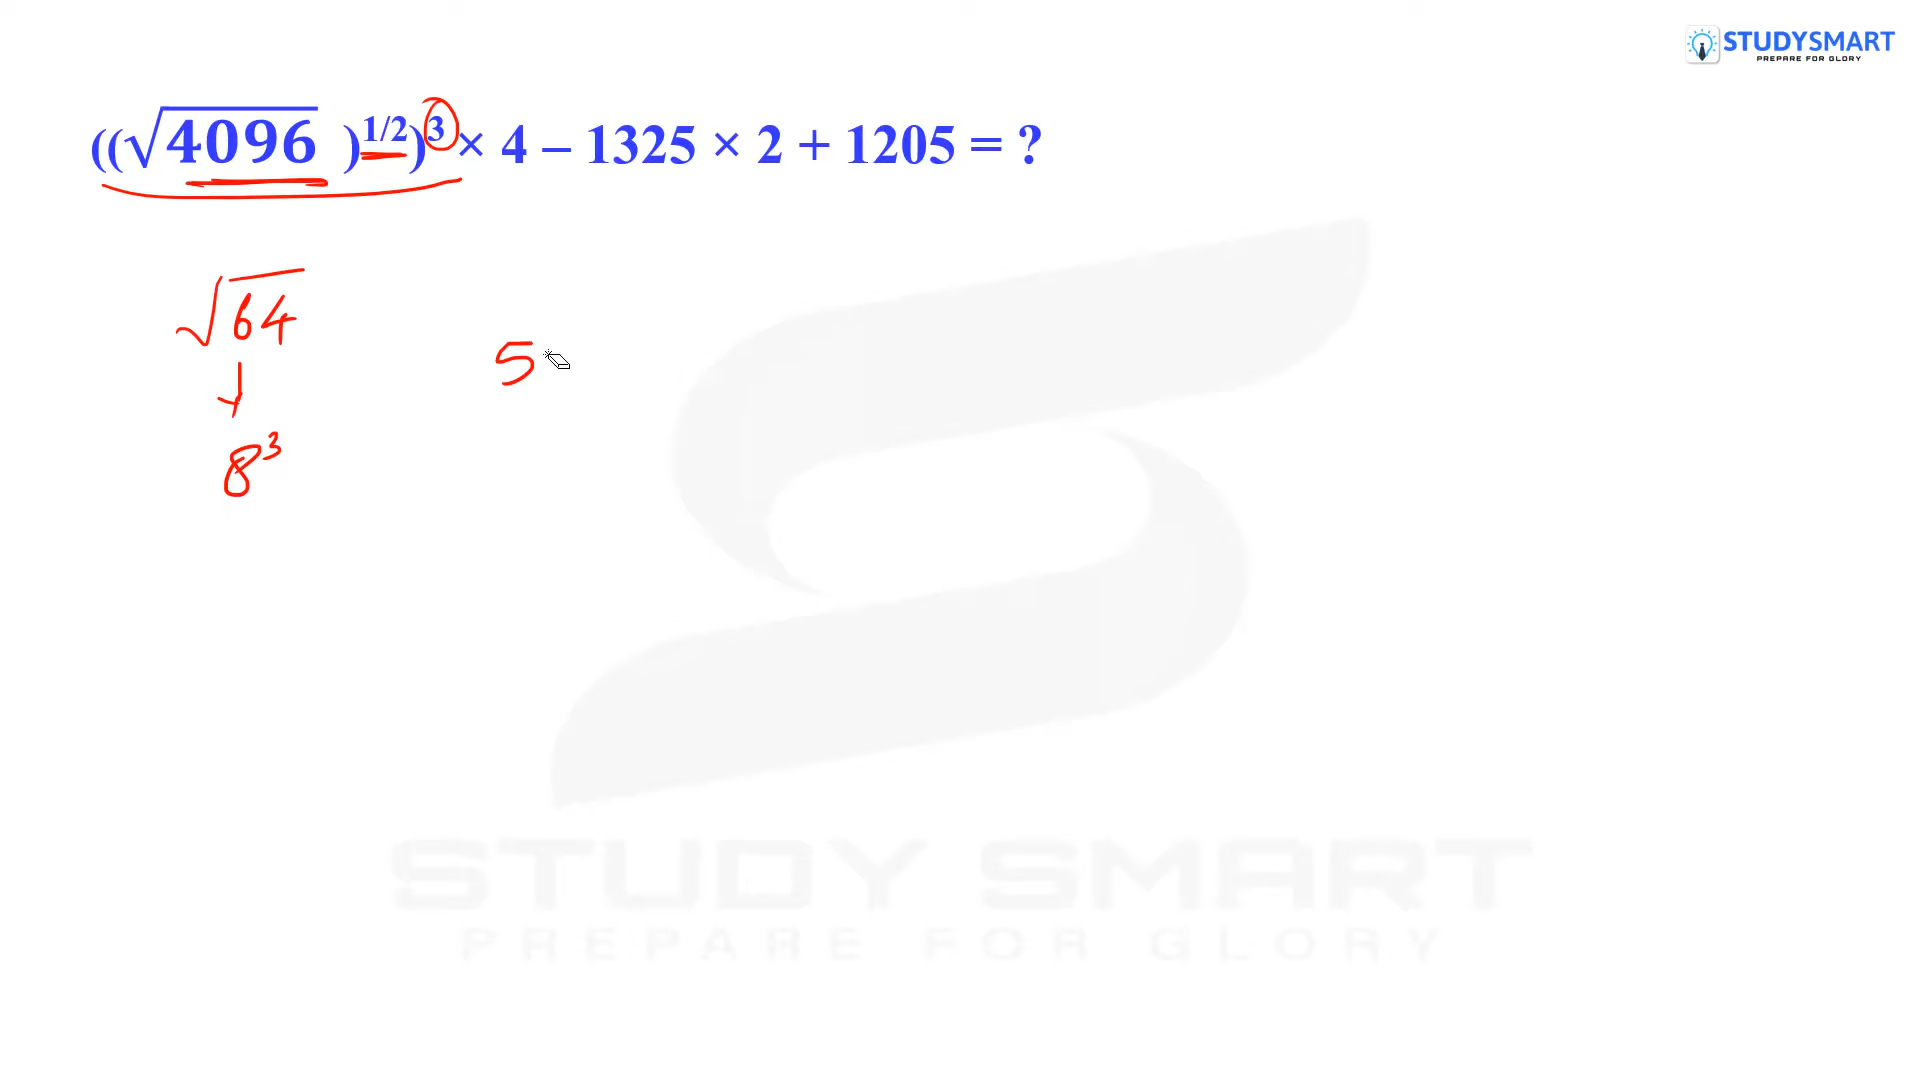 STUDYSMART
PREPARE FOR GLORY
((√4096 )^1/2)^3 × 4 – 1325 × 2 + 1205 = ?
√64
8^3
5
STUDY SMART
PREPARE FOR GLORY